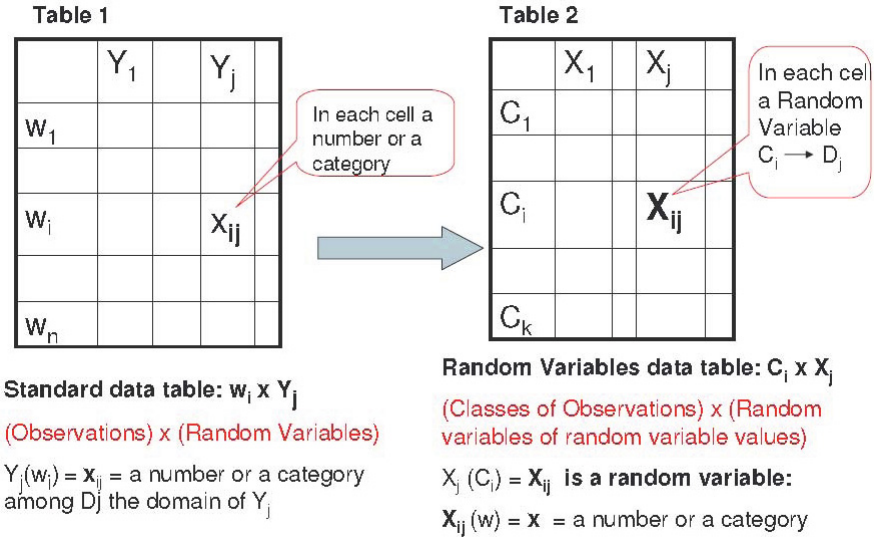 Table 1
Y1 Yj
w1
wi
xij
wn
In each cell a
number or a
category
Table 2
X1 Xj
C1
Ci
Xij
Ck
In each cell
a Random
Variable
Ci → Dj
Standard data table: wi x Yj
(Observations) x (Random Variables)
Yj(wi) = xij = a number or a category
among Dj the domain of Yj
Random Variables data table: Ci x Xj
(Classes of Observations) x (Random
variables of random variable values)
Xj (Ci) = Xij is a random variable:
Xij (w) = x = a number or a category